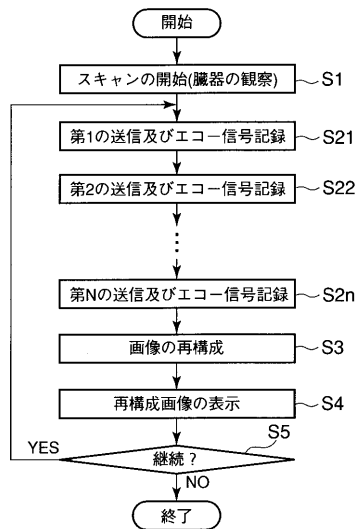 開始
スキャンの開始(臓器の観察) S1
第1の送信及びエコー信号記録 S21
第2の送信及びエコー信号記録 S22
⋮
第Nの送信及びエコー信号記録 S2n
画像の再構成 S3
再構成画像の表示 S4
S5
YES 継続?
NO
終了